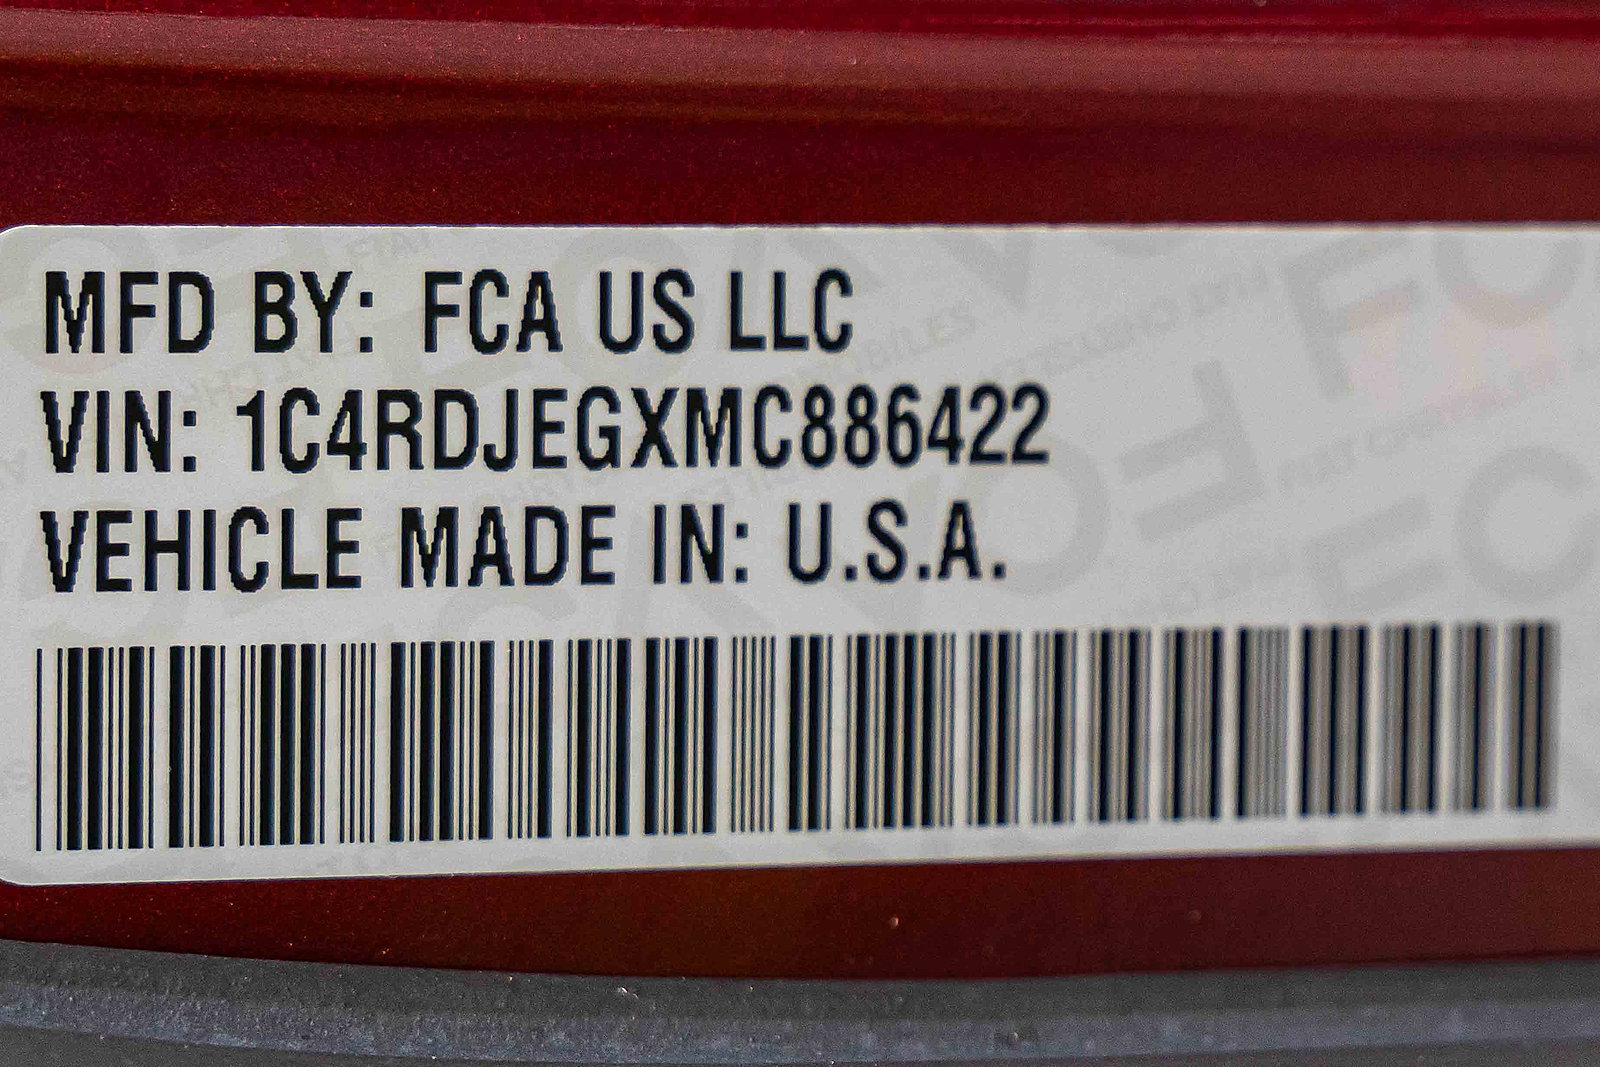 MFD BY: FCA US LLC
VIN: 1C4RDJEGXMC886422
VEHICLE MADE IN: U.S.A.